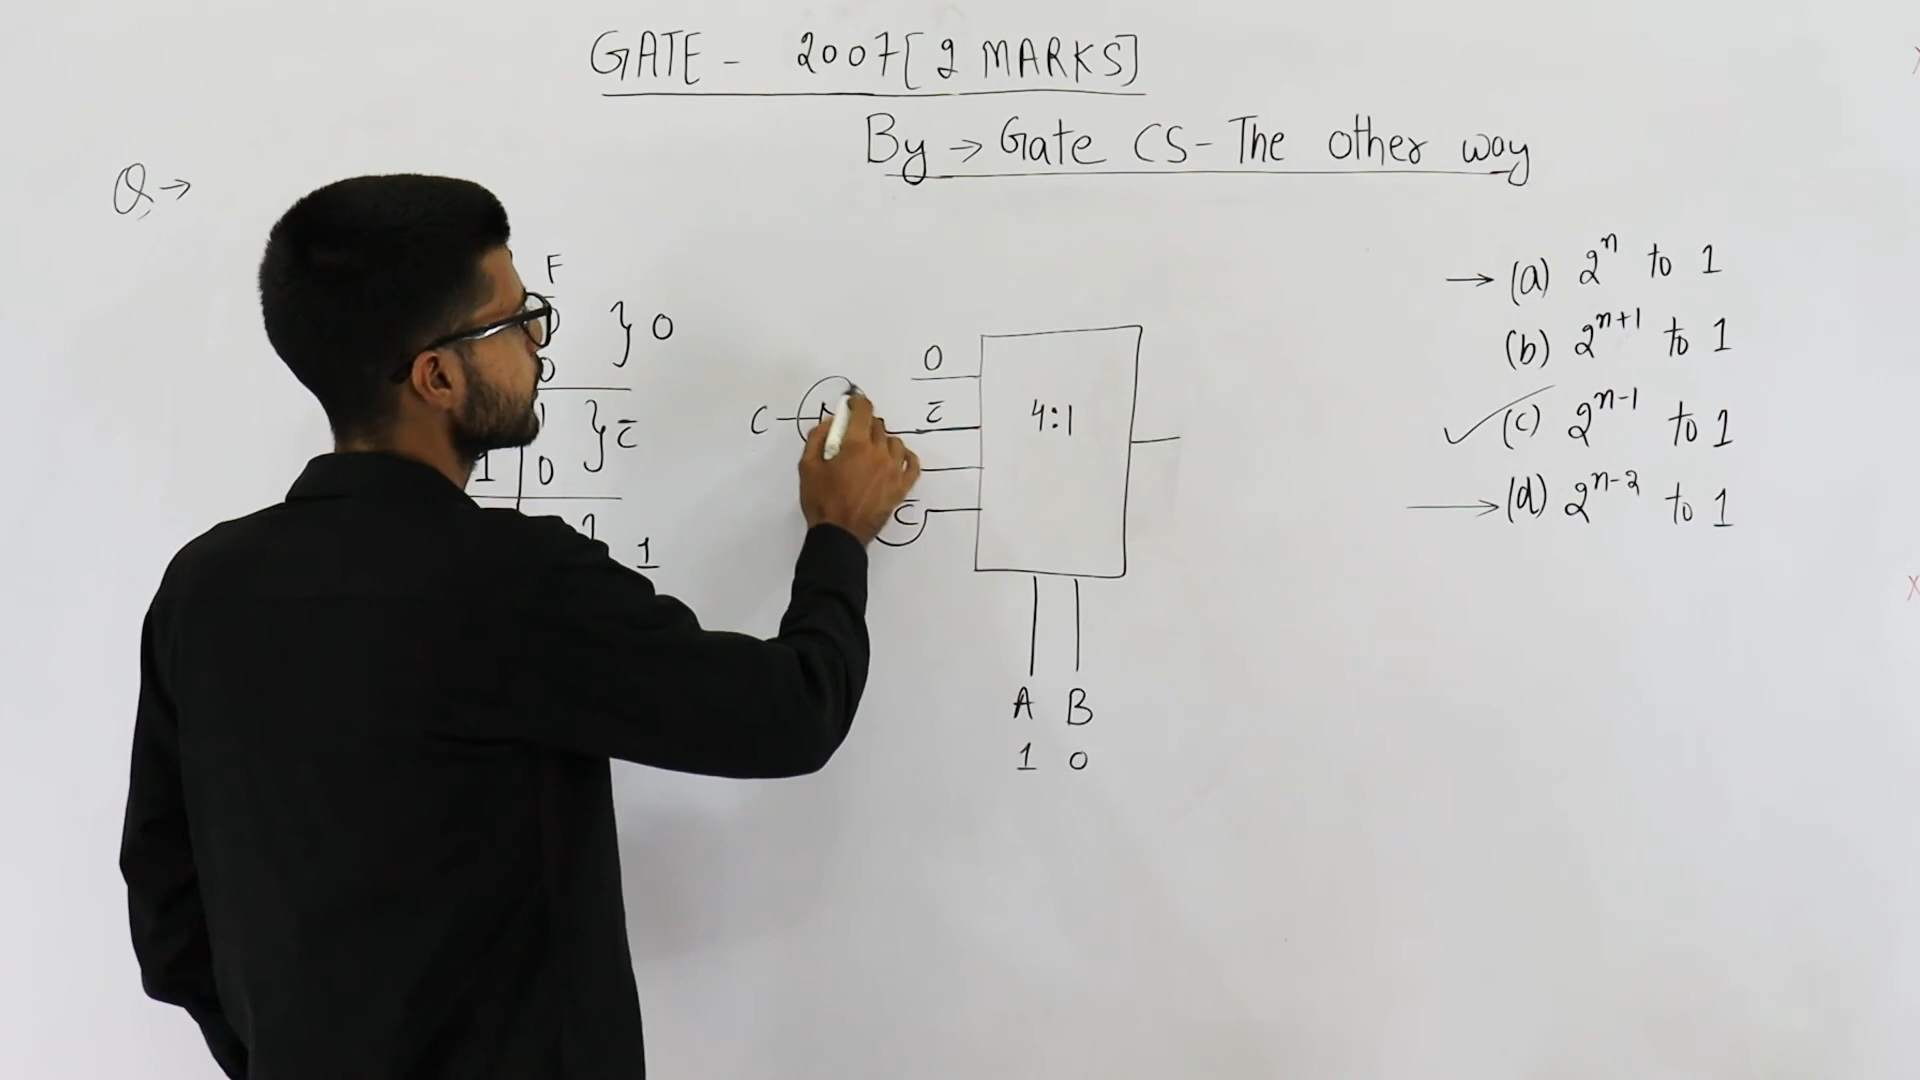 GATE - 2007 [2 MARKS]
By → Gate CS - The other way
Q →
F
0 } 0
0
1 } c̅
1 0
1
0
c c̅
c
4:1
A B
1 0
→ (a) 2ⁿ to 1
(b) 2ⁿ⁺¹ to 1
✓ (c) 2ⁿ⁻¹ to 1
→ (d) 2ⁿ⁻² to 1